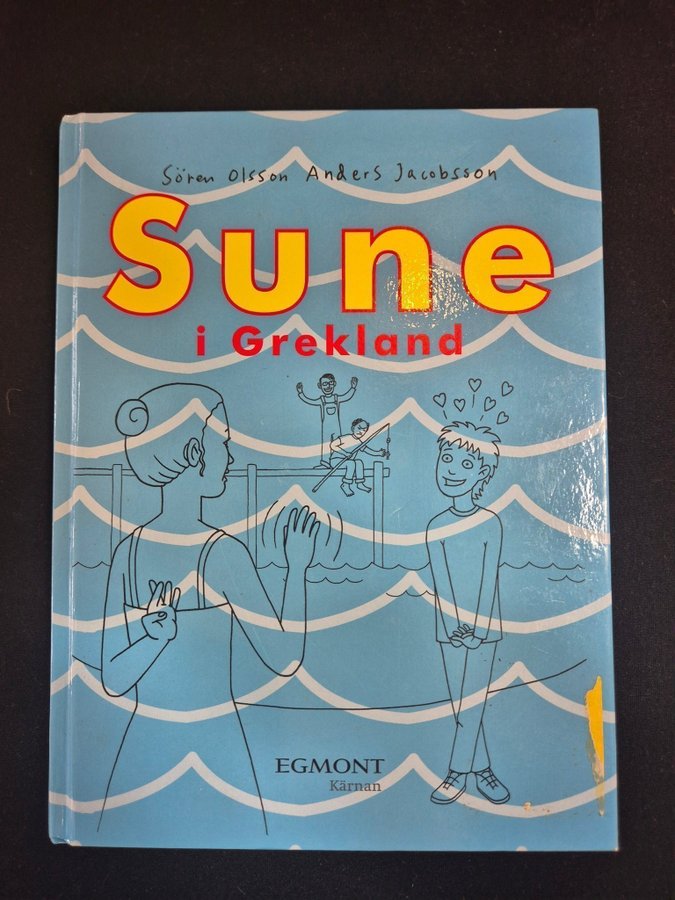 Sören Olsson Anders Jacobsson
Sune
i Grekland
EGMONT
Kärnan